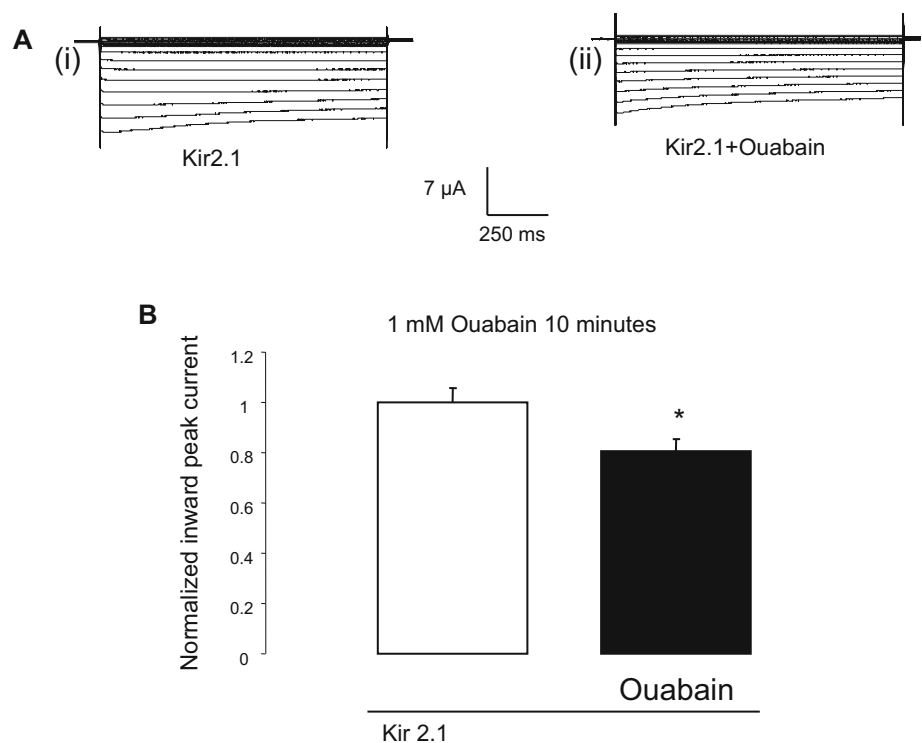 A
(i)
(ii)
Kir2.1
Kir2.1+Ouabain
7 µA
250 ms
B
1 mM Ouabain 10 minutes
Normalized inward peak current
1.2
1
0.8
0.6
0.4
0.2
0
*
Ouabain
Kir 2.1